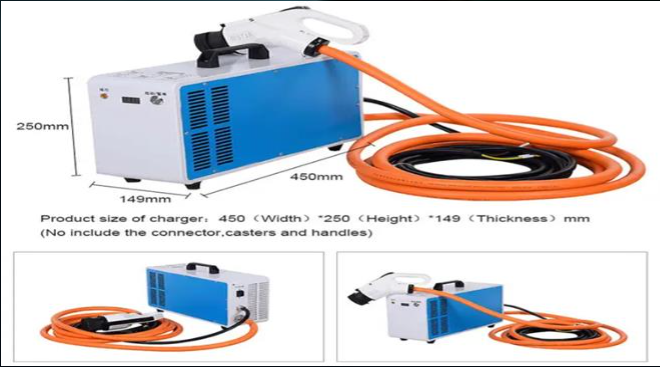 250mm
450mm
149mm
Product size of charger：450（Width）*250（Height）*149（Thickness）mm
(No include the connector,casters and handles)